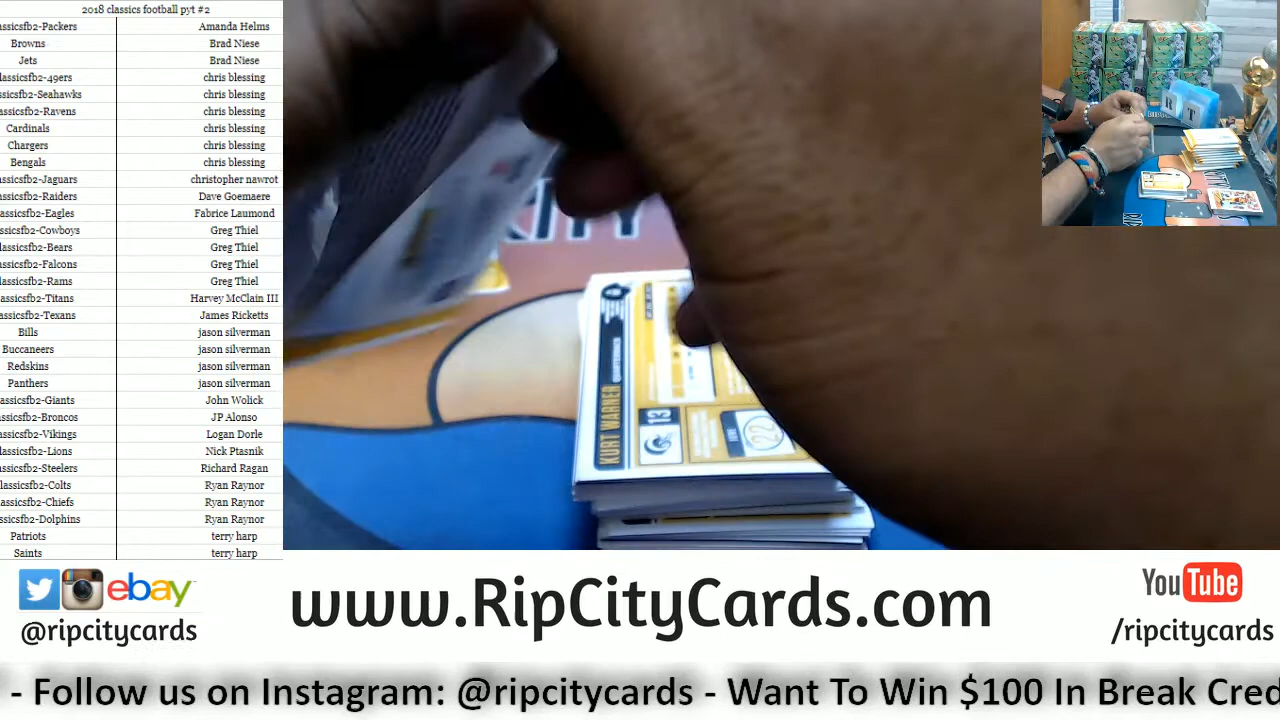 2018 classics football pyt #2
assicsfb2-Packers Amanda Helms
Browns Brad Niese
Jets Brad Niese
lassicsfb2-49ers chris blessing
ssicsfb2-Seahawks chris blessing
assicsfb2-Ravens chris blessing
Cardinals chris blessing
Chargers chris blessing
Bengals chris blessing
assicsfb2-Jaguars christopher nawrot
assicsfb2-Raiders Dave Goemaere
assicsfb2-Eagles Fabrice Laumond
assicsfb2-Cowboys Greg Thiel
lassicsfb2-Bears Greg Thiel
assicsfb2-Falcons Greg Thiel
lassicsfb2-Rams Greg Thiel
lassicsfb2-Titans Harvey McClain III
assicsfb2-Texans James Ricketts
Bills jason silverman
Buccaneers jason silverman
Redskins jason silverman
Panthers jason silverman
lassicsfb2-Giants John Wolick
assicsfb2-Broncos JP Alonso
assicsfb2-Vikings Logan Dorle
lassicsfb2-Lions Nick Ptasnik
assicsfb2-Steelers Richard Ragan
lassicsfb2-Colts Ryan Raynor
assicsfb2-Chiefs Ryan Raynor
ssicsfb2-Dolphins Ryan Raynor
Patriots terry harp
Saints terry harp
ITY
KURT WARNER
QUARTERBACK
13
22
R T
ebay
@ripcitycards
www.RipCityCards.com
YouTube
/ripcitycards
- Follow us on Instagram: @ripcitycards - Want To Win $100 In Break Cred